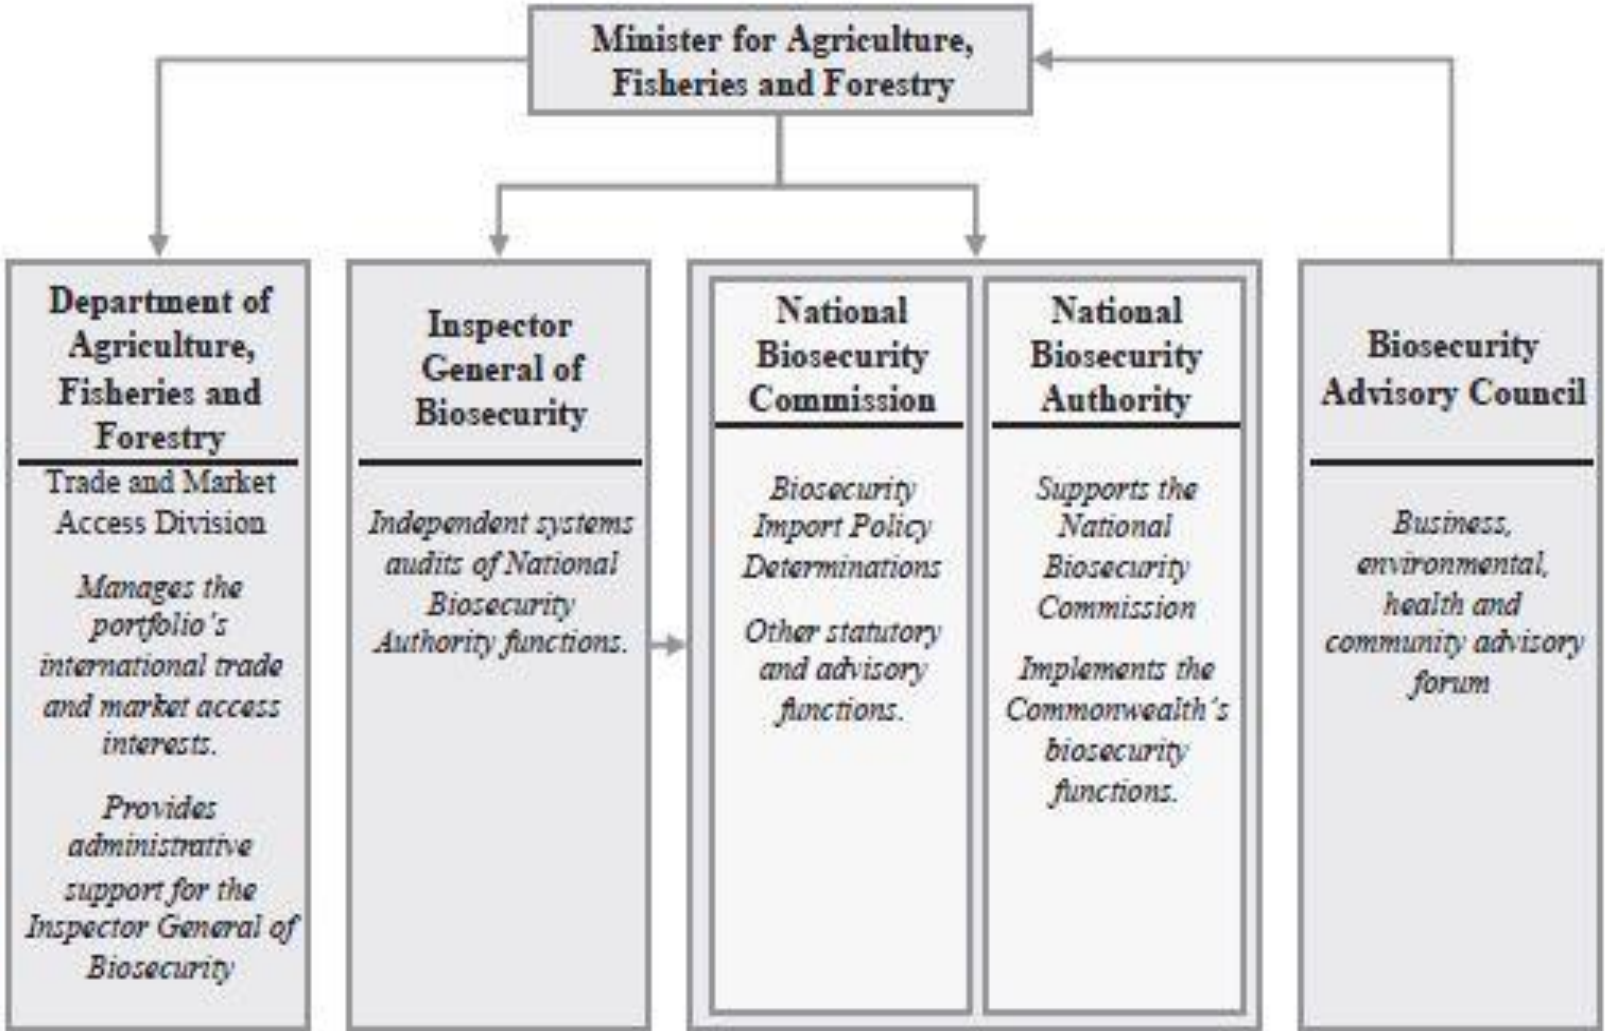 Minister for Agriculture,
Fisheries and Forestry
Department of
Agriculture,
Fisheries and
Forestry
Trade and Market
Access Division
Manages the
portfolio´s
international trade
and market access
interests.
Provides
administrative
support for the
Inspector General of
Biosecurity
Inspector
General of
Biosecurity
Independent systems
audits of National
Biosecurity
Authority functions.
National
Biosecurity
Commission
Biosecurity
Import Policy
Determinations
Other statutory
and advisory
functions.
National
Biosecurity
Authority
Supports the
National
Biosecurity
Commission
Implements the
Commonwealth´s
biosecurity
functions.
Biosecurity
Advisory Council
Business,
environmental,
health and
community advisory
forum